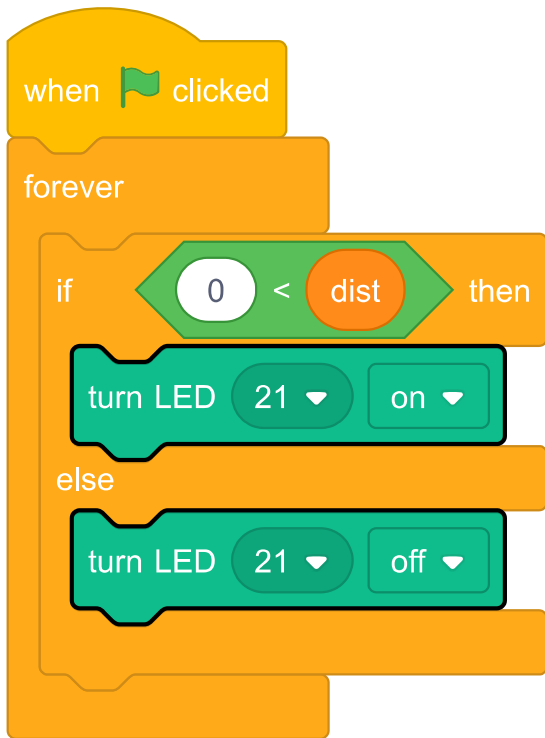 when clicked
forever
if 0 < dist then
turn LED 21 on
else
turn LED 21 off